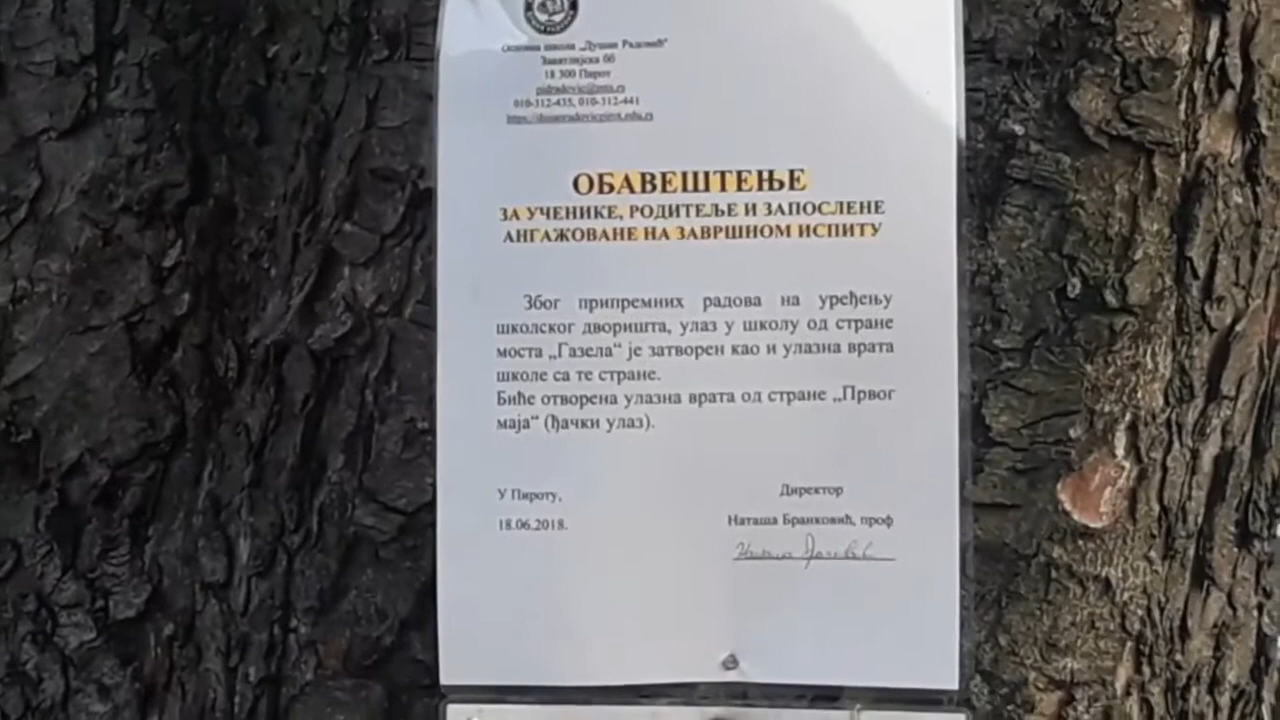 Основна школа „Душан Радовић“
18 300 Пирот
pidradovic@mts.rs
010-312-435, 010-312-441
ОБАВЕШТЕЊЕ
ЗА УЧЕНИКЕ, РОДИТЕЉЕ И ЗАПОСЛЕНЕ
АНГАЖОВАНЕ НА ЗАВРШНОМ ИСПИТУ
Због припремних радова на уређењу
школског дворишта, улаз у школу од стране
моста „Газела“ је затворен као и улазна врата
школе са те стране.
Биће отворена улазна врата од стране „Првог
маја“ (ђачки улаз).
У Пироту,
Директор
18.06.2018.
Наташа Бранковић, проф